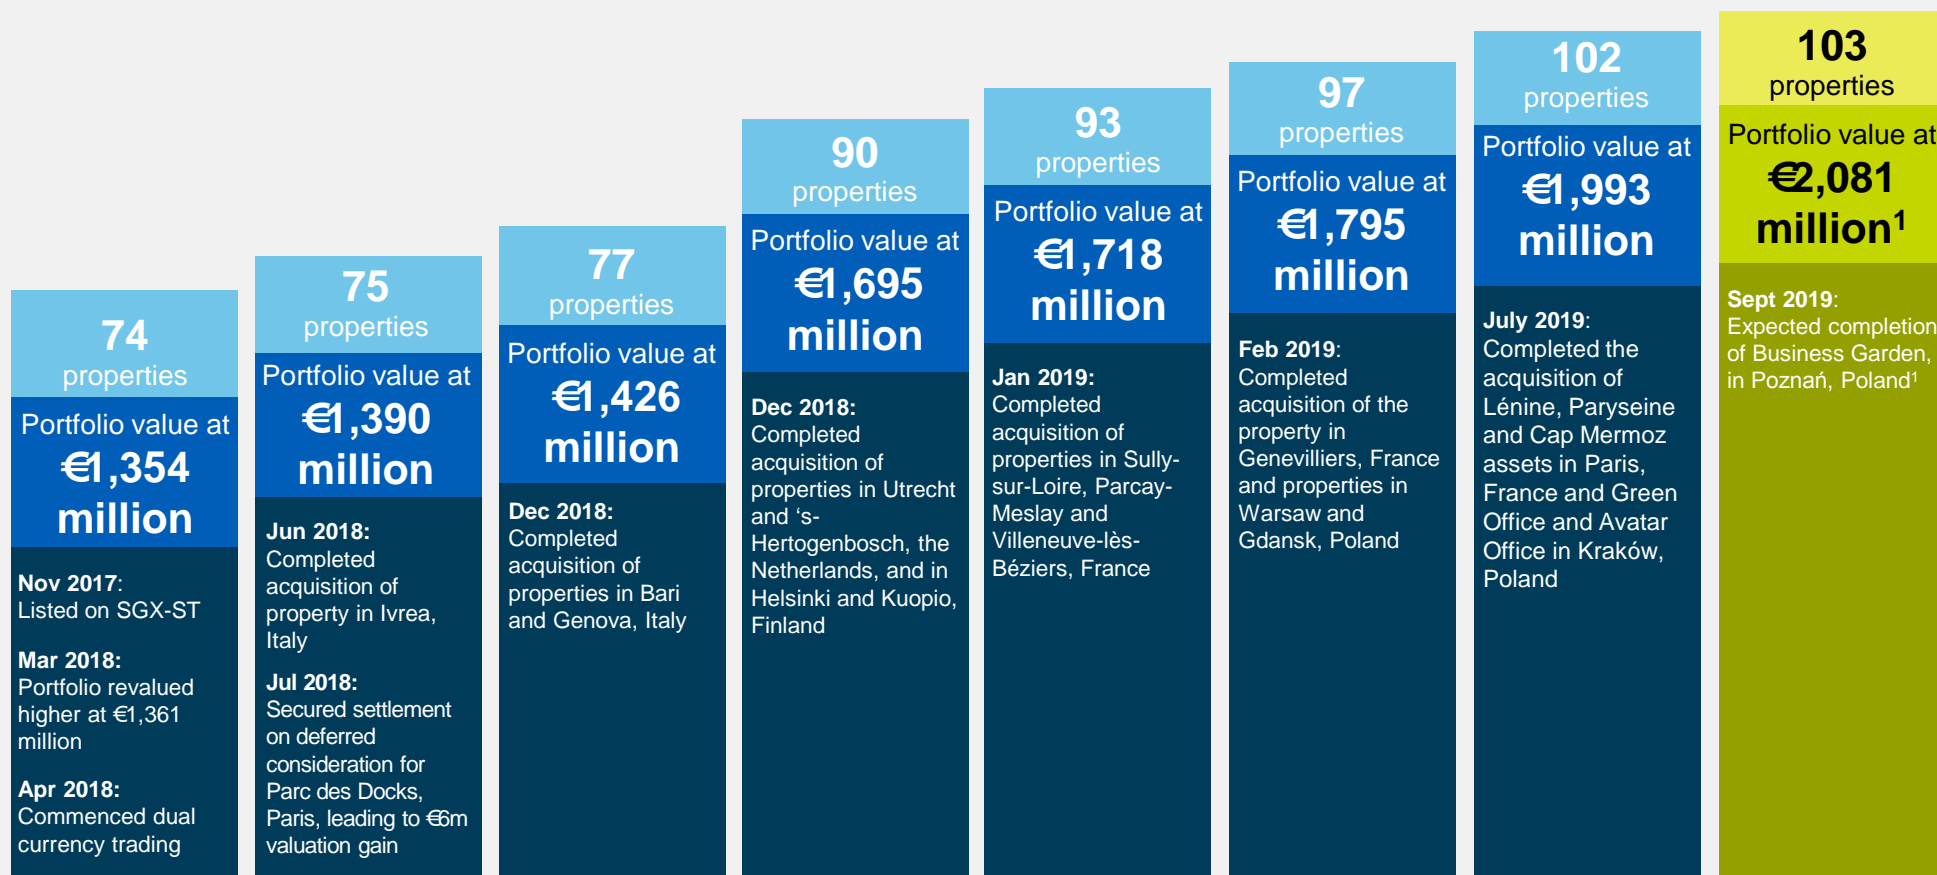 74
properties
Portfolio value at
€1,354
million
Nov 2017:
Listed on SGX-ST
Mar 2018:
Portfolio revalued
higher at €1,361
million
Apr 2018:
Commenced dual
currency trading
75
properties
Portfolio value at
€1,390
million
Jun 2018:
Completed
acquisition of
property in Ivrea,
Italy
Jul 2018:
Secured settlement
on deferred
consideration for
Parc des Docks,
Paris, leading to €6m
valuation gain
77
properties
Portfolio value at
€1,426
million
Dec 2018:
Completed
acquisition of
properties in Bari
and Genova, Italy
90
properties
Portfolio value at
€1,695
million
Dec 2018:
Completed
acquisition of
properties in Utrecht
and ‘s-
Hertogenbosch, the
Netherlands, and in
Helsinki and Kuopio,
Finland
93
properties
Portfolio value at
€1,718
million
Jan 2019:
Completed
acquisition of
properties in Sully-
sur-Loire, Parcay-
Meslay and
Villeneuve-lès-
Béziers, France
97
properties
Portfolio value at
€1,795
million
Feb 2019:
Completed
acquisition of the
property in
Genevilliers, France
and properties in
Warsaw and
Gdansk, Poland
102
properties
Portfolio value at
€1,993
million
July 2019:
Completed the
acquisition of
Lénine, Paryseine
and Cap Mermoz
assets in Paris,
France and Green
Office and Avatar
Office in Kraków,
Poland
103
properties
Portfolio value at
€2,081
million¹
Sept 2019:
Expected completion
of Business Garden,
in Poznań, Poland¹